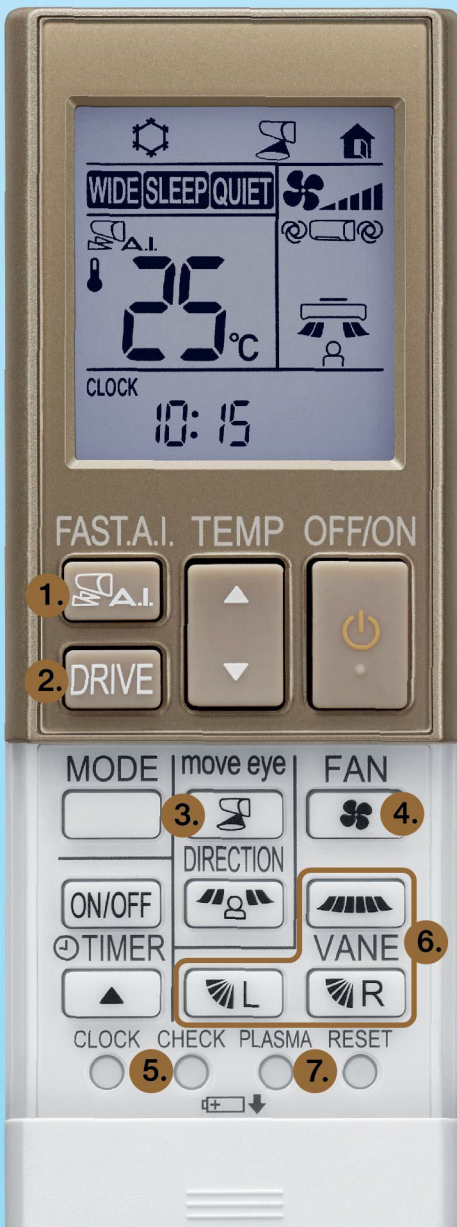 WIDE SLEEP QUIET
A.I.
25°C
CLOCK
10:15
FAST.A.I. TEMP OFF/ON
1. A.I.
2. DRIVE
MODE move eye FAN
3. 4.
DIRECTION
ON/OFF
TIMER VANE 6.
L R
CLOCK CHECK PLASMA RESET
5. 7.